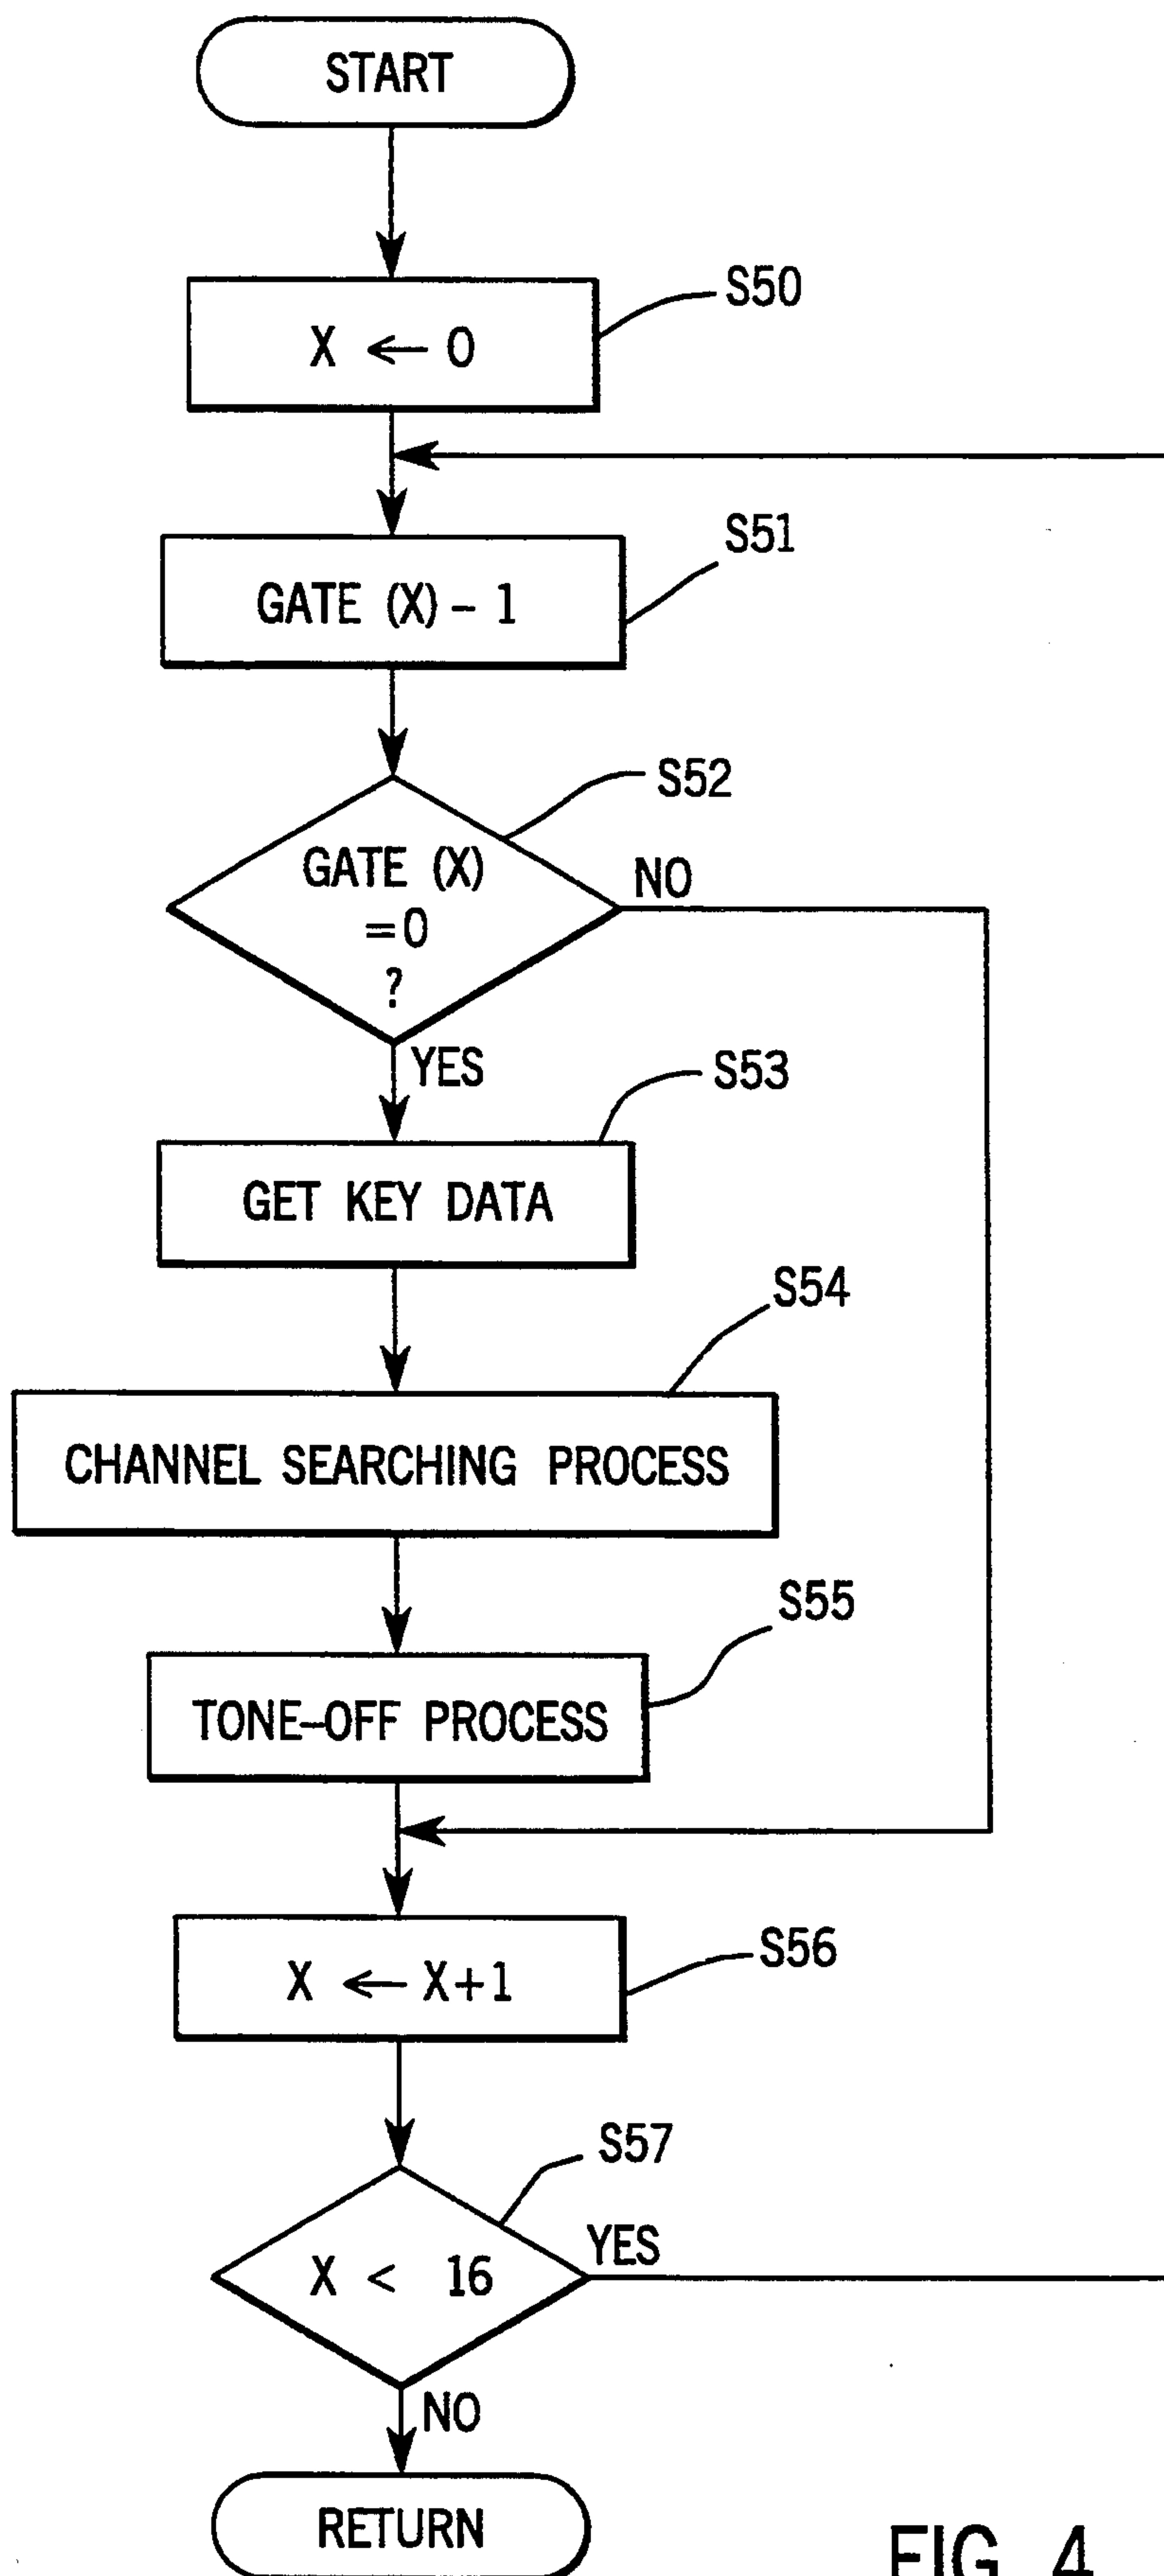 START
X ← 0
S50
GATE (X) - 1
S51
S52
GATE (X)
=0
?
NO
YES
S53
GET KEY DATA
S54
CHANNEL SEARCHING PROCESS
S55
TONE-OFF PROCESS
X ← X+1
S56
S57
X < 16
YES
NO
RETURN
FIG. 4